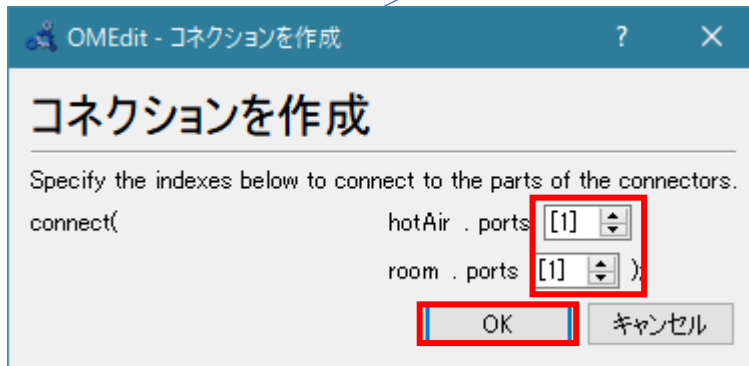 OMEdit - コネクションを作成 ? ×
コネクションを作成
Specify the indexes below to connect to the parts of the connectors.
connect( hotAir . ports [1]
room . ports [1] );
OK キャンセル